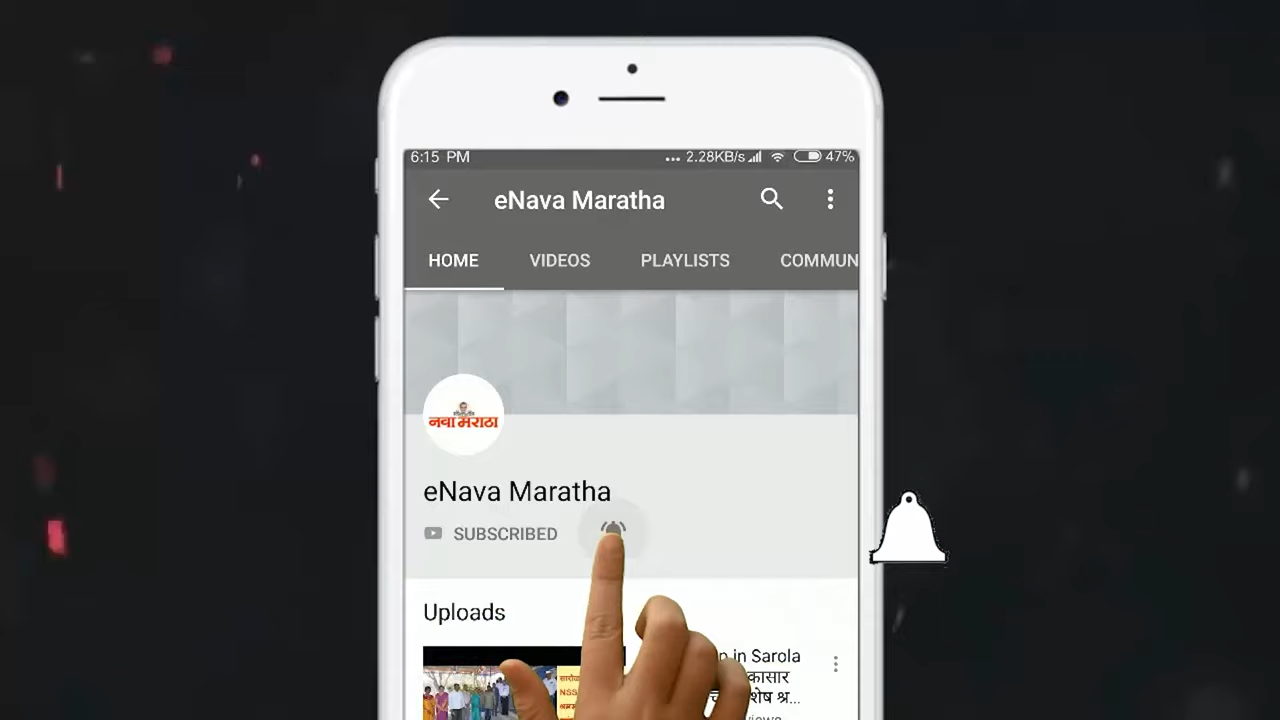 6:15 PM ... 2.28KB/s 47%
eNava Maratha
HOME VIDEOS PLAYLISTS COMMUN
नवा मराठा
eNava Maratha
SUBSCRIBED
Uploads
in Sarola
कासार
शेष श्र...
सारोळ
NSS